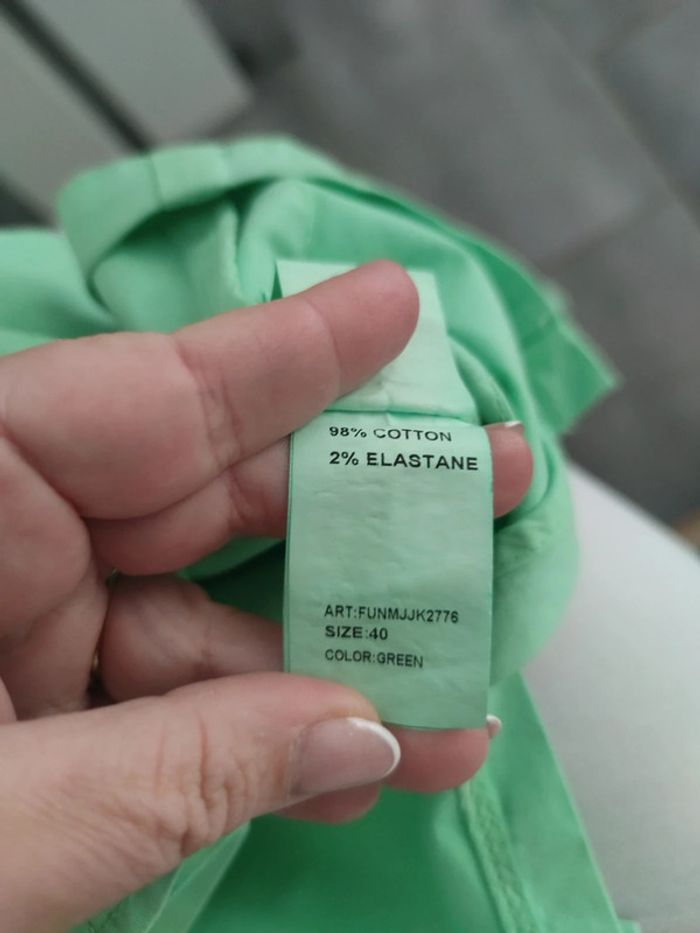 98% COTTON
2% ELASTANE
ART:FUNMJJK2776
SIZE:40
COLOR:GREEN